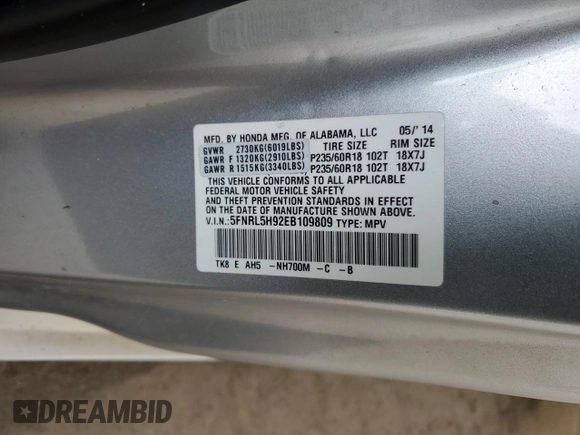 MFD. BY HONDA MFG. OF ALABAMA, LLC 05/'14
GVWR 2730KG(6019LBS) TIRE SIZE RIM SIZE
GAWR F 1320KG(2910LBS) P235/60R18 102T 18X7J
GAWR R 1515KG(3340LBS) P235/60R18 102T 18X7J
THIS VEHICLE CONFORMS TO ALL APPLICABLE
FEDERAL MOTOR VEHICLE SAFETY
AND THEFT PREVENTION STANDARDS IN EFFECT
ON THE DATE OF MANUFACTURE SHOWN ABOVE.
V.I.N.: 5FNRL5H92EB109809 TYPE: MPV
TK8 E AH5 -NH700M -C -B
DREAMBID